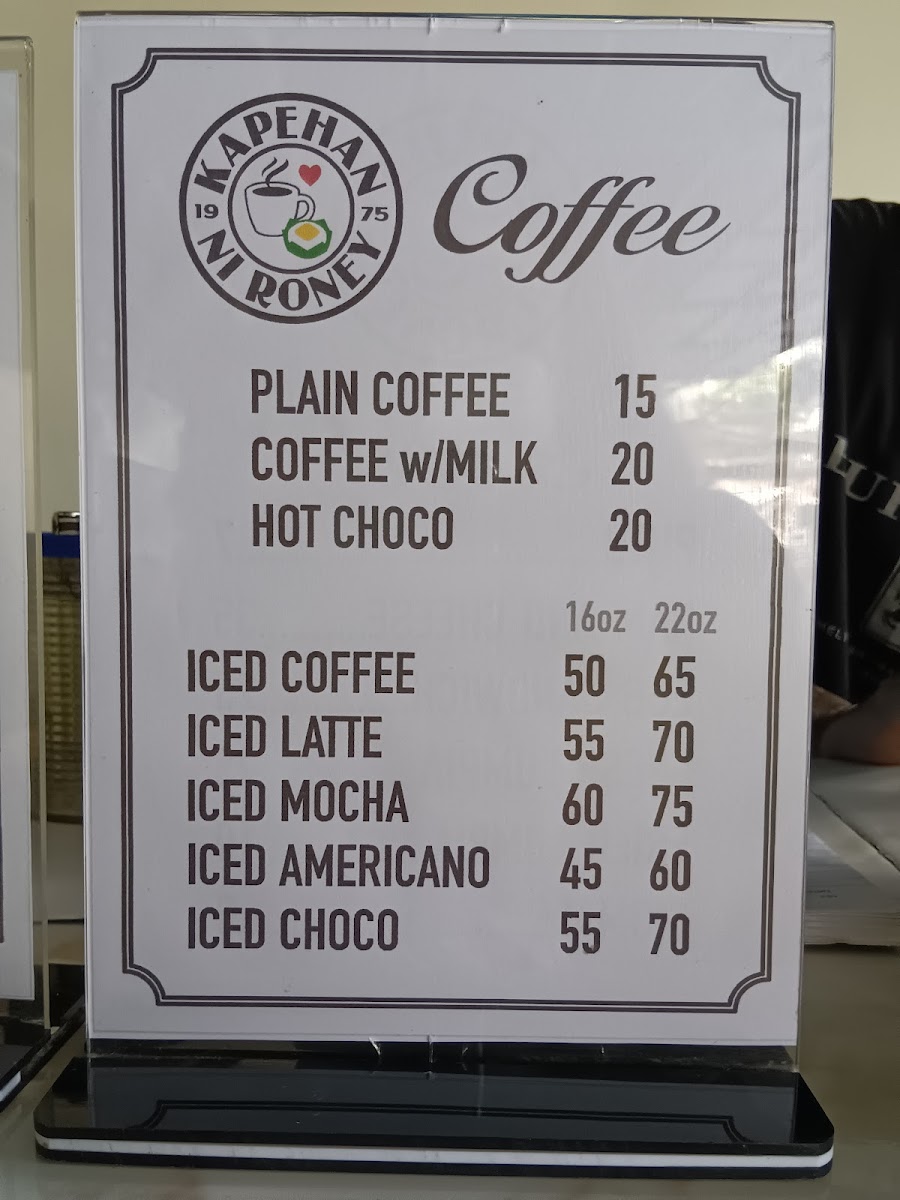 KAPEHAN
19 75
NI RONEY
Coffee
PLAIN COFFEE 15
COFFEE w/MILK 20
HOT CHOCO 20
16oz 22oz
ICED COFFEE 50 65
ICED LATTE 55 70
ICED MOCHA 60 75
ICED AMERICANO 45 60
ICED CHOCO 55 70